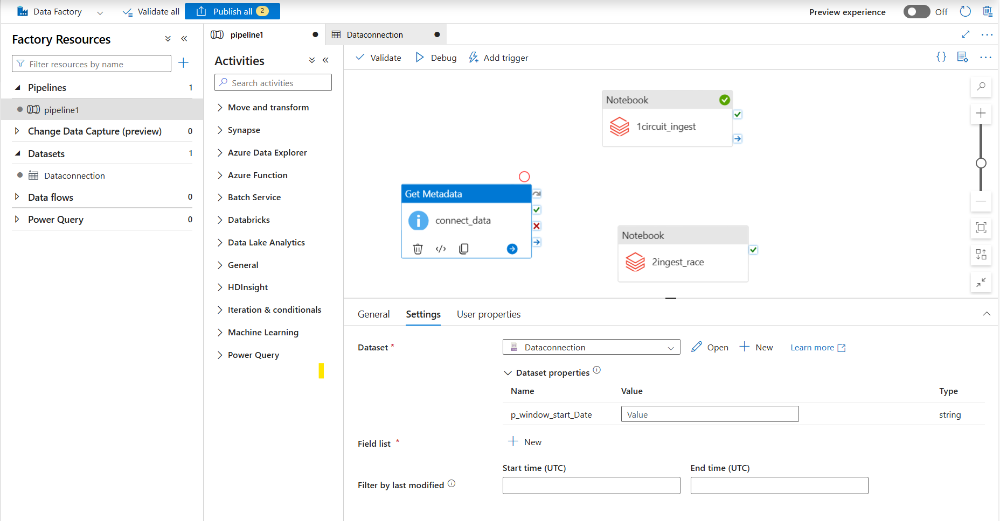 Data Factory
Validate all
Publish all 2
Preview experience
Off
Factory Resources
Filter resources by name
Pipelines 1
pipeline1
Change Data Capture (preview) 0
Datasets 1
Dataconnection
Data flows 0
Power Query 0
pipeline1
Dataconnection
Activities
Search activities
Move and transform
Synapse
Azure Data Explorer
Azure Function
Batch Service
Databricks
Data Lake Analytics
General
HDInsight
Iteration & conditionals
Machine Learning
Power Query
Validate
Debug
Add trigger
Notebook
1circuit_ingest
Get Metadata
connect_data
Notebook
2ingest_race
General
Settings
User properties
Dataset *
Dataconnection
Open
New
Learn more
Dataset properties
Name Value Type
p_window_start_Date Value string
Field list *
New
Start time (UTC) End time (UTC)
Filter by last modified